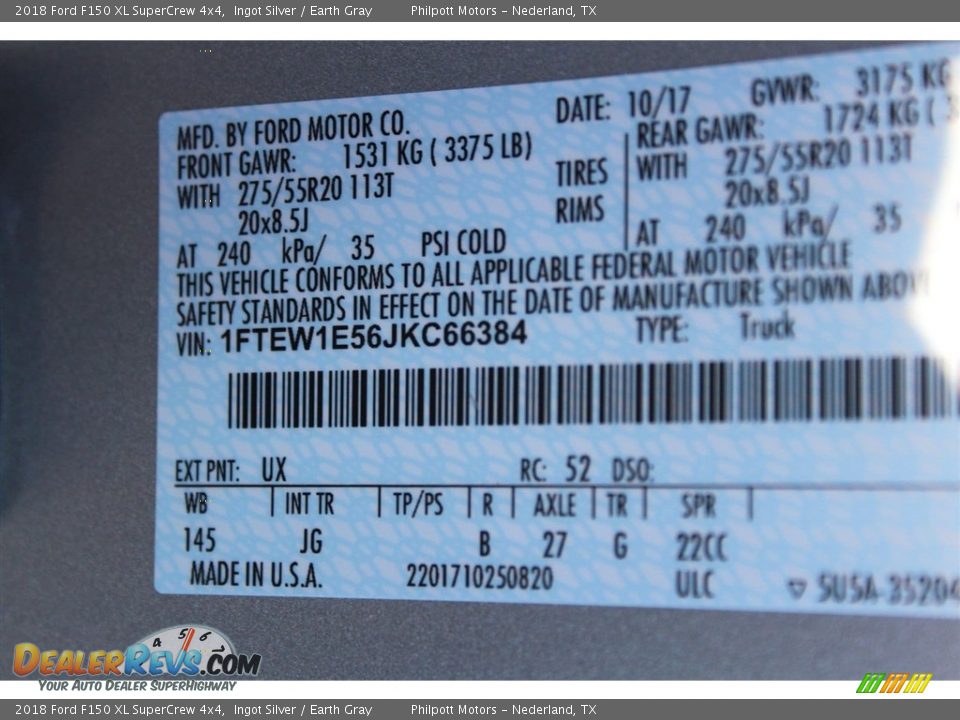 2018 Ford F150 XL SuperCrew 4x4, Ingot Silver / Earth Gray Philpott Motors - Nederland, TX
MFD. BY FORD MOTOR CO. DATE: 10/17 GVWR: 3175 KG
FRONT GAWR: 1531 KG ( 3375 LB) REAR GAWR: 1724 KG (
WITH 275/55R20 113T TIRES WITH 275/55R20 113T
20x8.5J RIMS 20x8.5J
AT 240 kPa/ 35 PSI COLD AT 240 kPa/ 35
THIS VEHICLE CONFORMS TO ALL APPLICABLE FEDERAL MOTOR VEHICLE
SAFETY STANDARDS IN EFFECT ON THE DATE OF MANUFACTURE SHOWN
VIN: 1FTEW1E56JKC66384 TYPE: Truck
EXT PNT: UX RC: 52 DSO:
WB INT TR TP/PS R AXLE TR SPR
145 JG B 27 G 22CC
MADE IN U.S.A. 2201710250820 ULC 5U5A-35204
4 5 6 7
DealerRevs.com
Your Auto Dealer SuperHighway
2018 Ford F150 XL SuperCrew 4x4, Ingot Silver / Earth Gray Philpott Motors - Nederland, TX